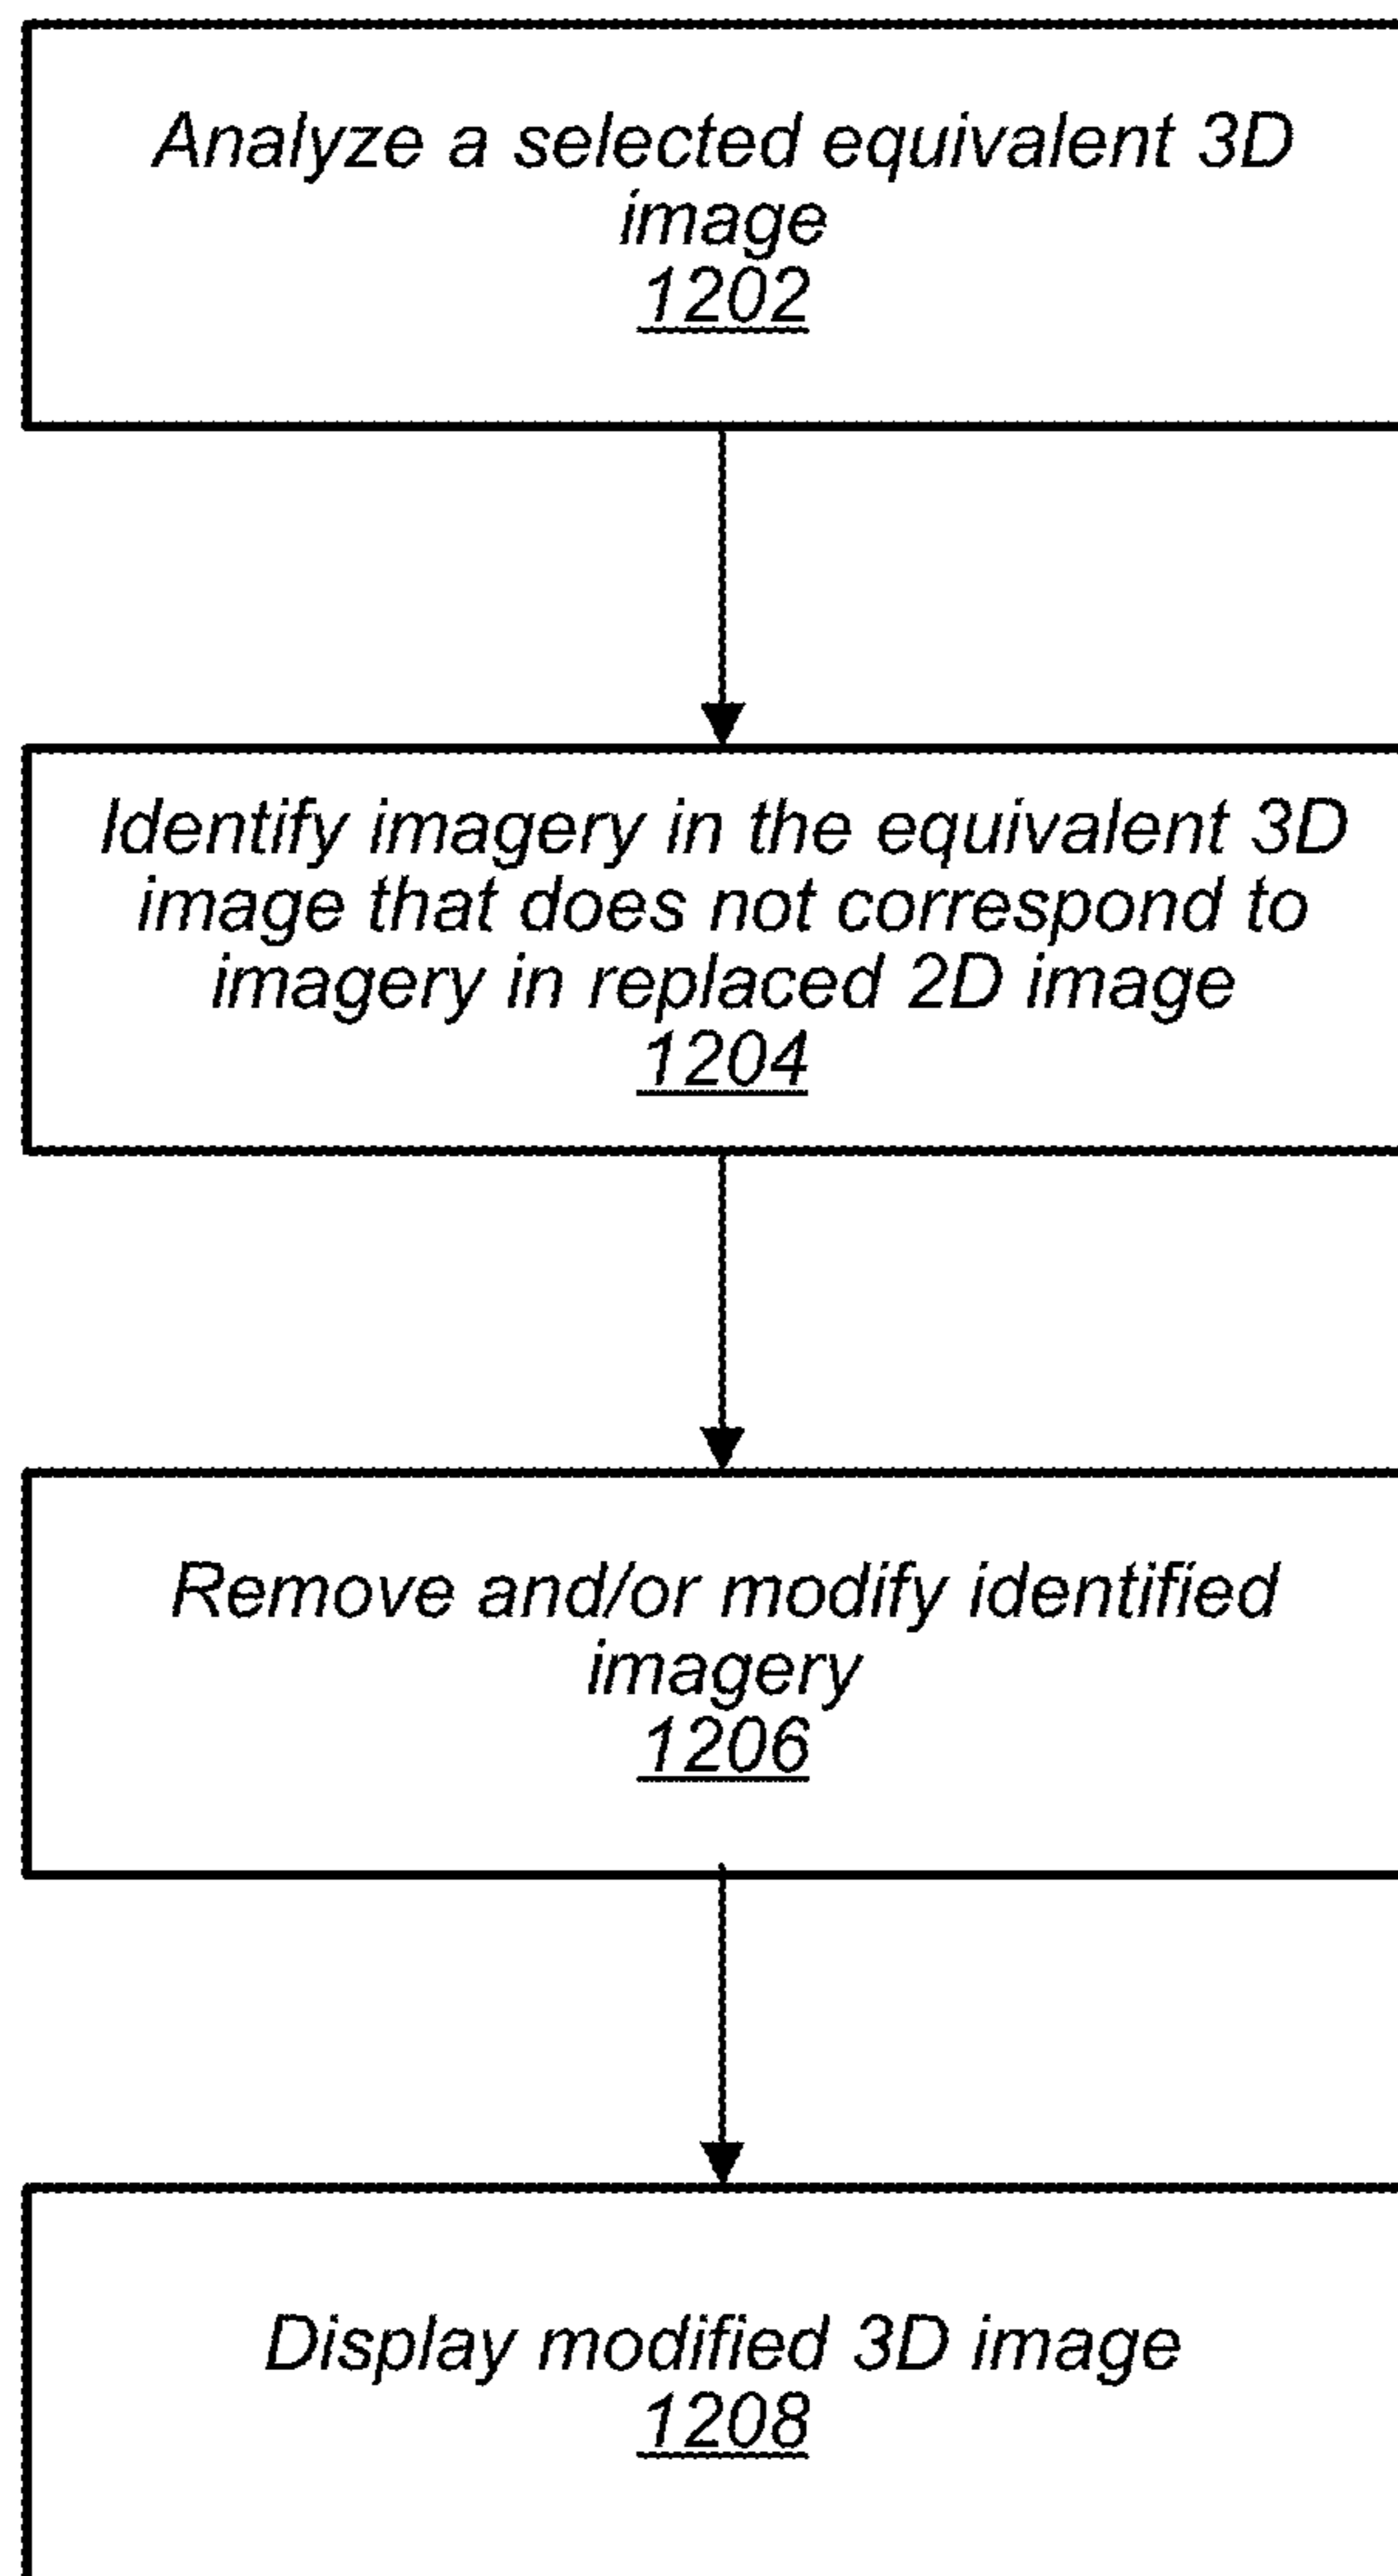 Analyze a selected equivalent 3D
image
1202
Identify imagery in the equivalent 3D
image that does not correspond to
imagery in replaced 2D image
1204
Remove and/or modify identified
imagery
1206
Display modified 3D image
1208